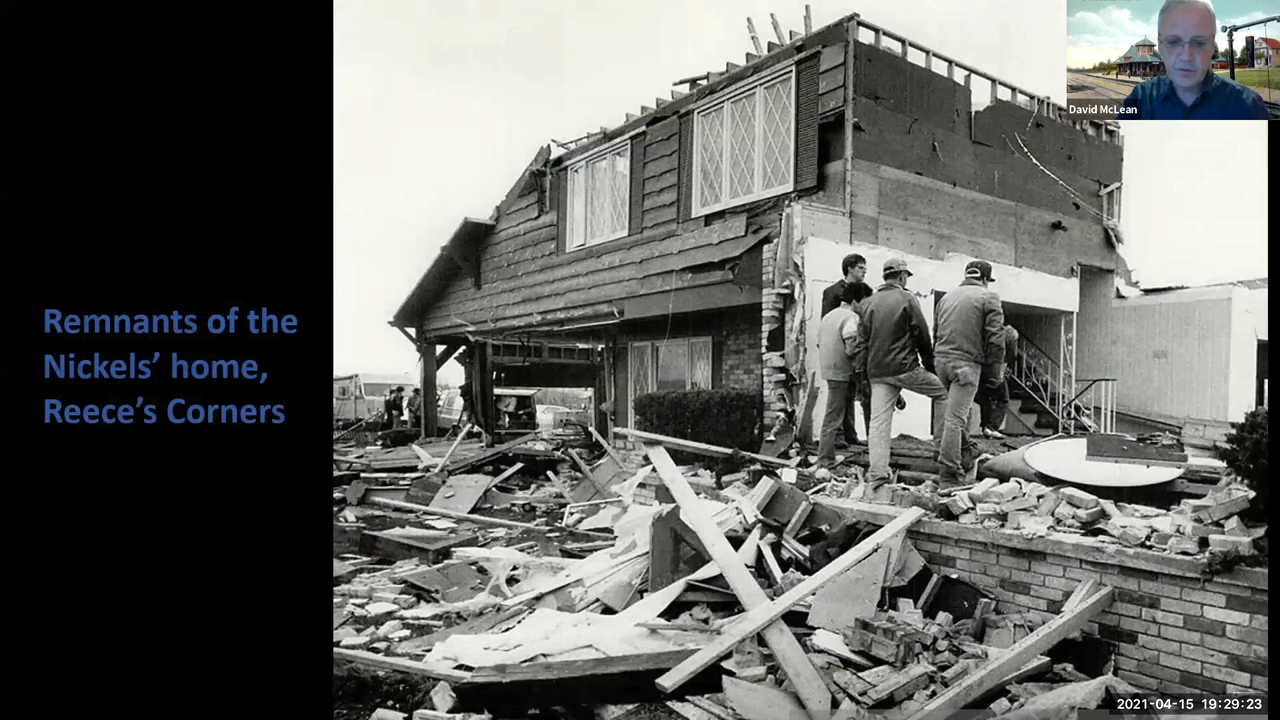 Remnants of the
Nickels’ home,
Reece’s Corners
David McLean
2021-04-15 19:29:23